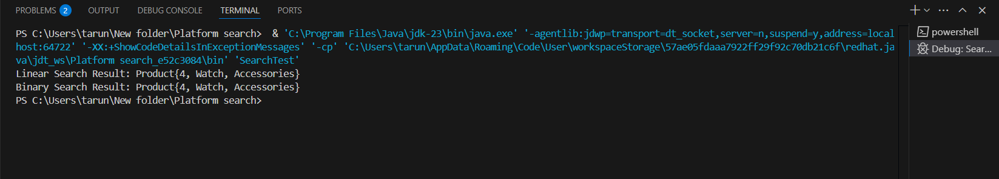 PROBLEMS 2 OUTPUT DEBUG CONSOLE TERMINAL PORTS
PS C:\Users\tarun\New folder\Platform search>  & 'C:\Program Files\Java\jdk-23\bin\java.exe' '-agentlib:jdwp=transport=dt_socket,server=n,suspend=y,address=local
host:64722' '-XX:+ShowCodeDetailsInExceptionMessages' '-cp' 'C:\Users\tarun\AppData\Roaming\Code\User\workspaceStorage\57ae05fdaaa7922ff29f92c70db21c6f\redhat.ja
va\jdt_ws\Platform search_e52c3084\bin' 'SearchTest'
Linear Search Result: Product{4, Watch, Accessories}
Binary Search Result: Product{4, Watch, Accessories}
PS C:\Users\tarun\New folder\Platform search>
powershell
Debug: Sear...